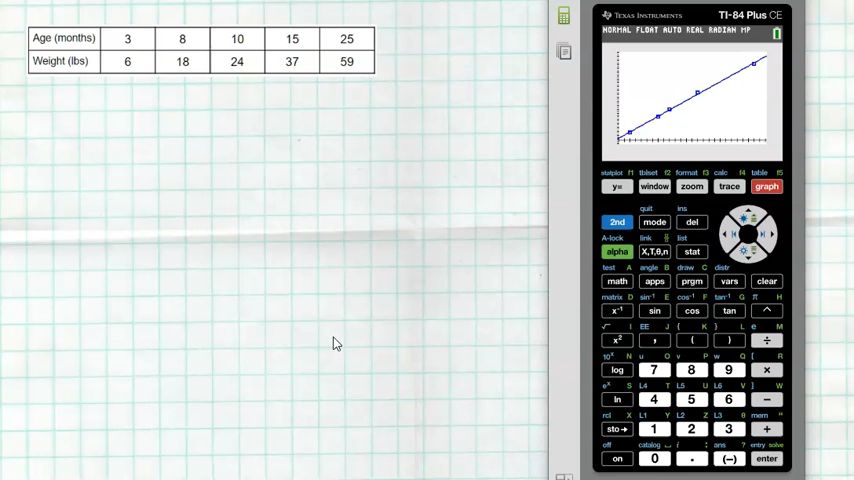 Age (months) 3 8 10 15 25
Weight (lbs) 6 18 24 37 59
TEXAS INSTRUMENTS TI-84 Plus CE
NORMAL FLOAT AUTO REAL RADIAN MP
statplot f1 tblset f2 format f3 calc f4 table f5
y= window zoom trace graph
quit ins
2nd mode del
A-lock link list
alpha X,T,θ,n stat
test A angle B draw C distr
math apps prgm vars clear
matrix D sin⁻¹ E cos⁻¹ F tan⁻¹ G π H
x⁻¹ sin cos tan ^
√ I EE J { K } L e M
x² , ( ) ÷
10ˣ N u O v P w Q [ R
log 7 8 9 ×
eˣ S L4 T L5 U L6 V ] W
ln 4 5 6 −
rcl X L1 Y L2 Z L3 θ mem "
sto→ 1 2 3 +
off catalog : ans ? entry solve
on 0 . (−) enter